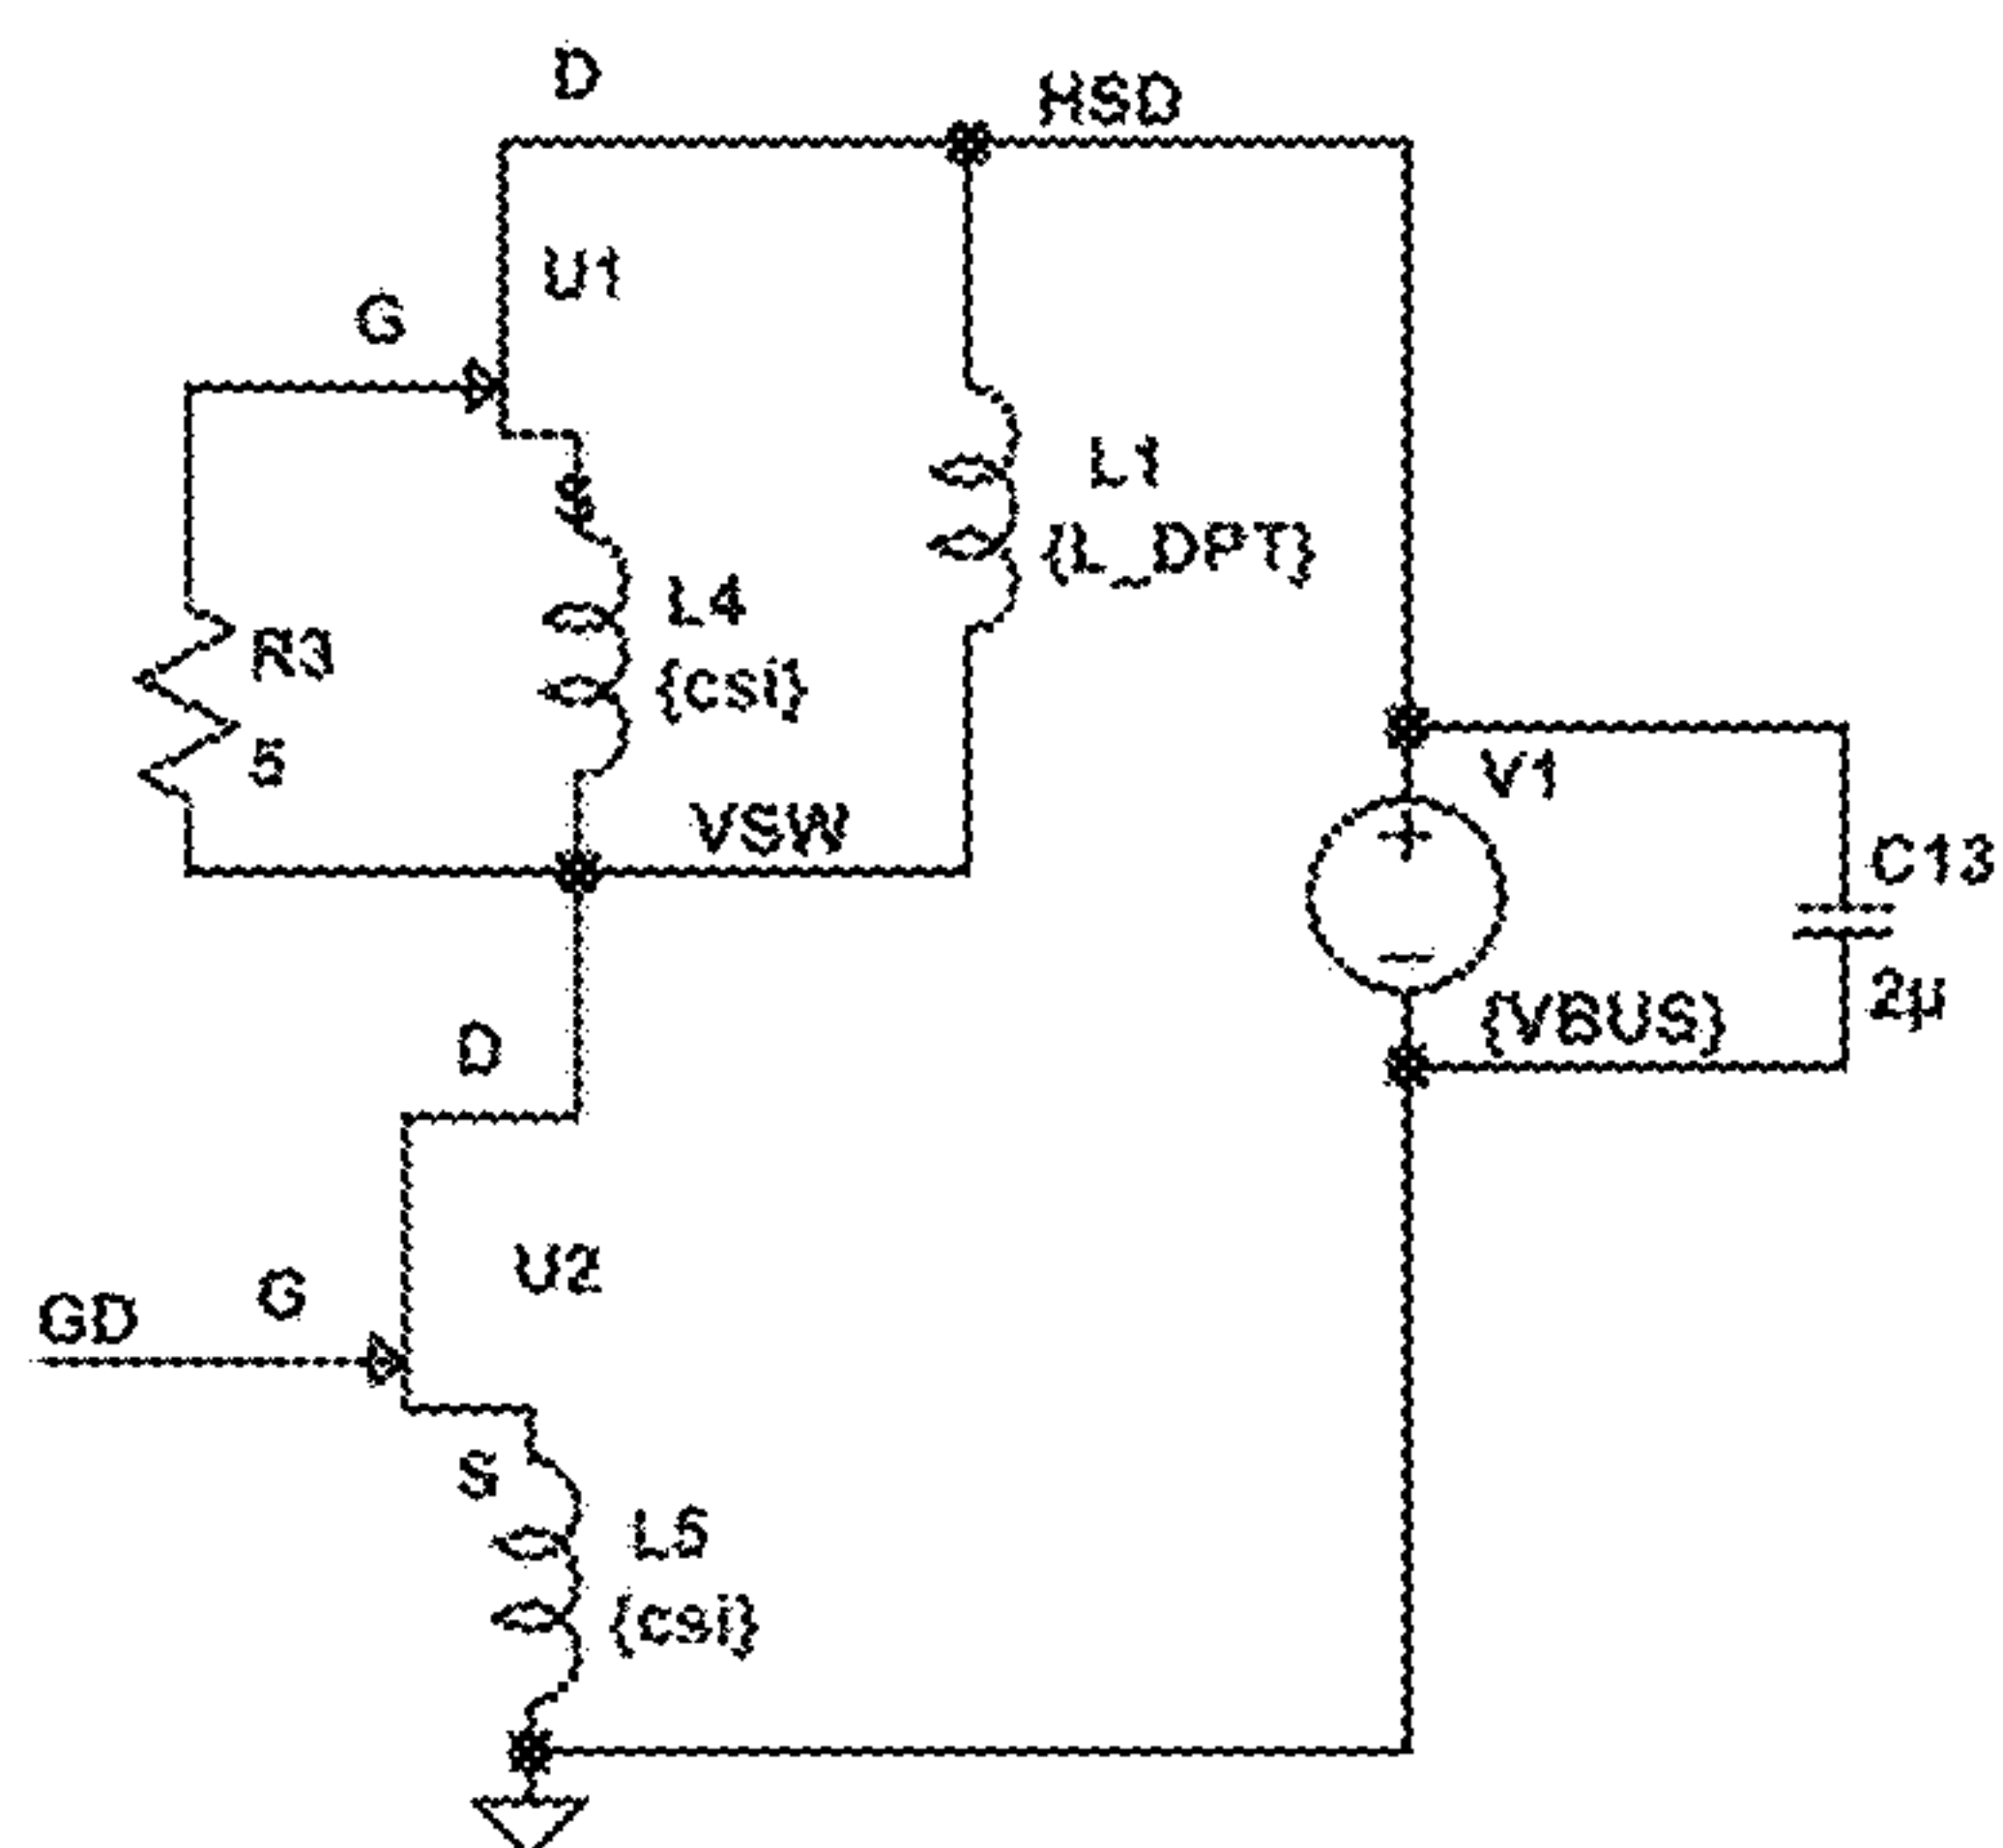 D
HSD
U1
G
L1
{L_DPT}
S
L4
{csi}
R3
5
V1
VSW
C13
2µ
{VBUS}
D
U2
G
GD
S
L5
{csi}